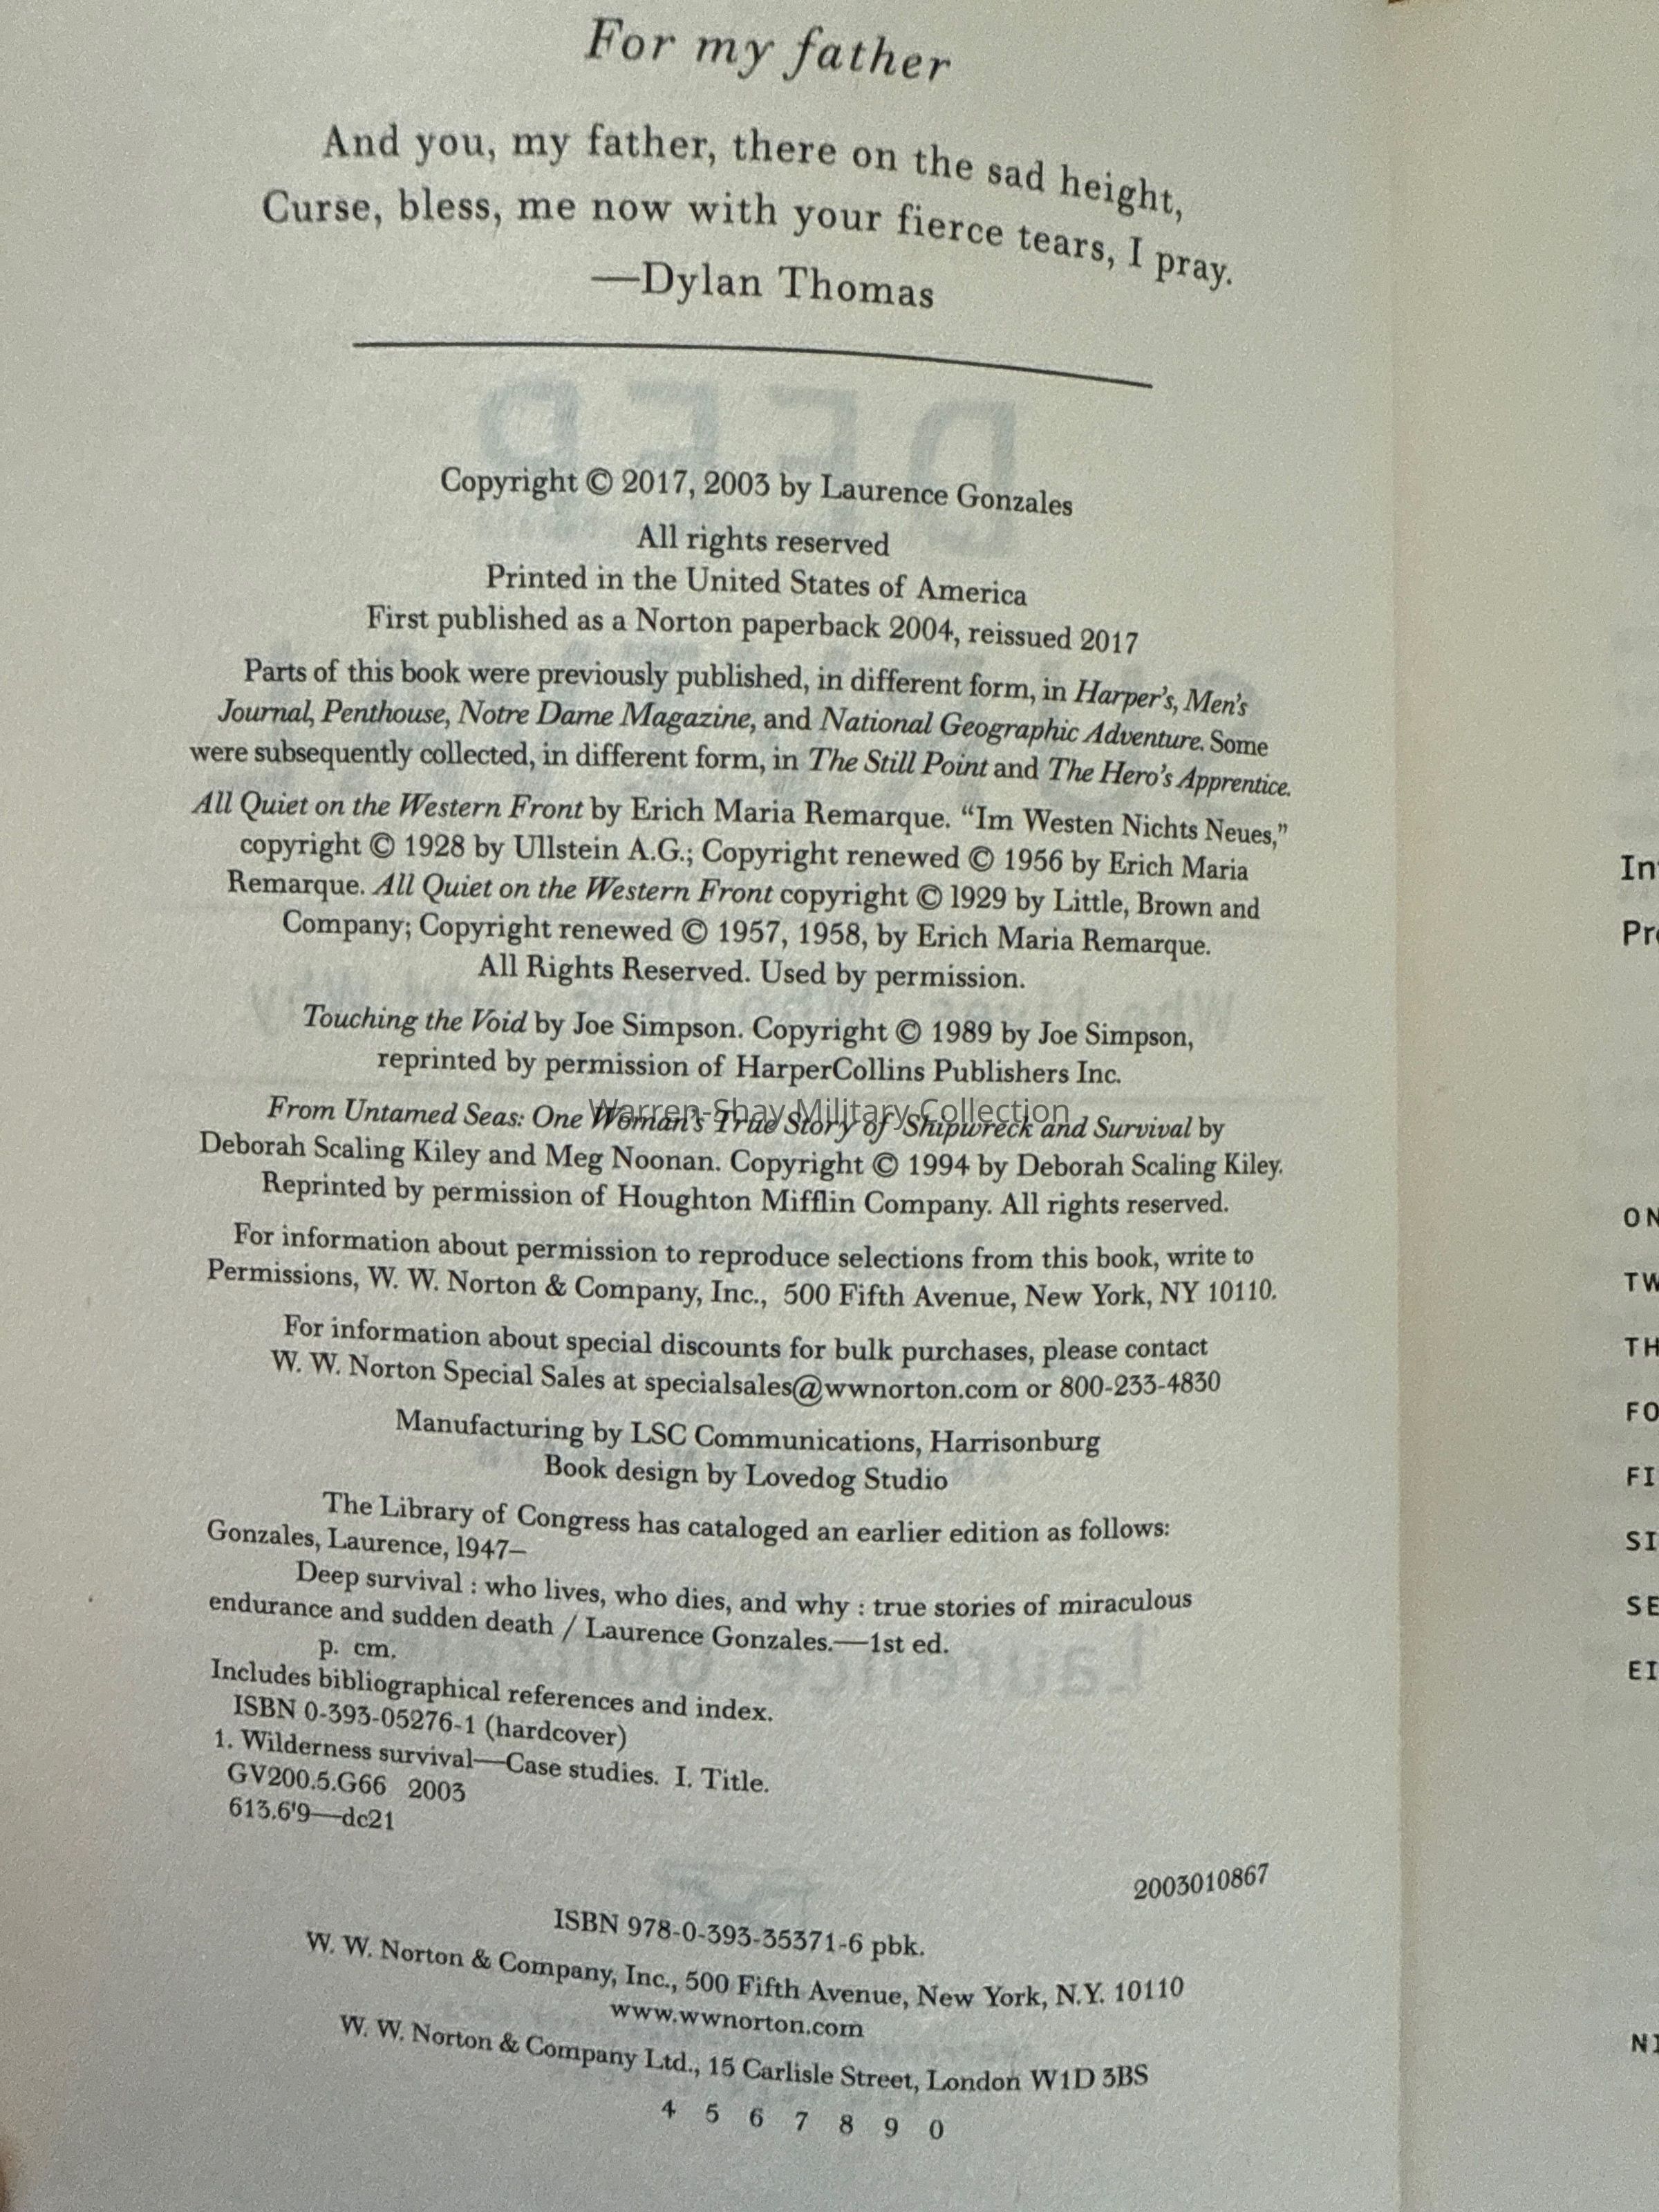 For my father
And you, my father, there on the sad height,
Curse, bless, me now with your fierce tears, I pray.
—Dylan Thomas
Copyright © 2017, 2003 by Laurence Gonzales
All rights reserved
Printed in the United States of America
First published as a Norton paperback 2004, reissued 2017
Parts of this book were previously published, in different form, in Harper's, Men's
Journal, Penthouse, Notre Dame Magazine, and National Geographic Adventure. Some
were subsequently collected, in different form, in The Still Point and The Hero's Apprentice.
All Quiet on the Western Front by Erich Maria Remarque. “Im Westen Nichts Neues,”
copyright © 1928 by Ullstein A.G.; Copyright renewed © 1956 by Erich Maria
Remarque. All Quiet on the Western Front copyright © 1929 by Little, Brown and
Company; Copyright renewed © 1957, 1958, by Erich Maria Remarque.
All Rights Reserved. Used by permission.
Touching the Void by Joe Simpson. Copyright © 1989 by Joe Simpson,
reprinted by permission of HarperCollins Publishers Inc.
Warren-Shay Military Collection
From Untamed Seas: One Woman's True Story of Shipwreck and Survival by
Deborah Scaling Kiley and Meg Noonan. Copyright © 1994 by Deborah Scaling Kiley.
Reprinted by permission of Houghton Mifflin Company. All rights reserved.
For information about permission to reproduce selections from this book, write to
Permissions, W. W. Norton & Company, Inc., 500 Fifth Avenue, New York, NY 10110.
For information about special discounts for bulk purchases, please contact
W. W. Norton Special Sales at specialsales@wwnorton.com or 800-233-4830
Manufacturing by LSC Communications, Harrisonburg
Book design by Lovedog Studio
The Library of Congress has cataloged an earlier edition as follows:
Gonzales, Laurence, 1947–
Deep survival : who lives, who dies, and why : true stories of miraculous
endurance and sudden death / Laurence Gonzales.—1st ed.
p. cm.
Includes bibliographical references and index.
ISBN 0-393-05276-1 (hardcover)
1. Wilderness survival—Case studies. I. Title.
GV200.5.G66 2003
613.6'9—dc21
2003010867
ISBN 978-0-393-35371-6 pbk.
W. W. Norton & Company, Inc., 500 Fifth Avenue, New York, N.Y. 10110
www.wwnorton.com
W. W. Norton & Company Ltd., 15 Carlisle Street, London W1D 3BS
4 5 6 7 8 9 0